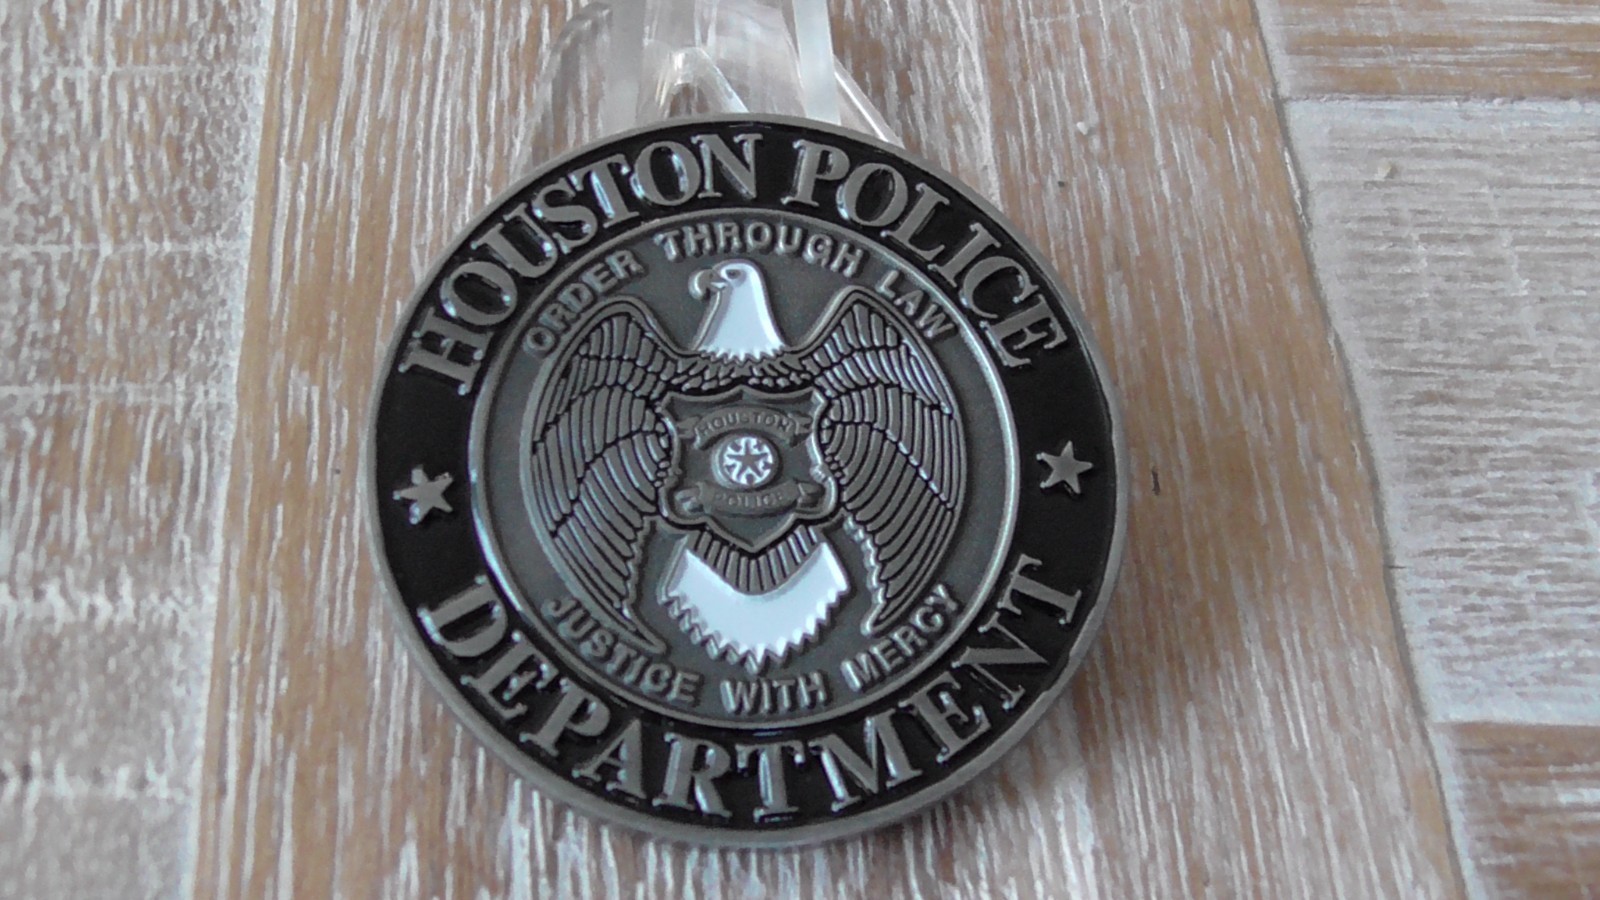 HOUSTON POLICE
ORDER THROUGH LAW
HOUSTON
POLICE
JUSTICE WITH MERCY
DEPARTMENT